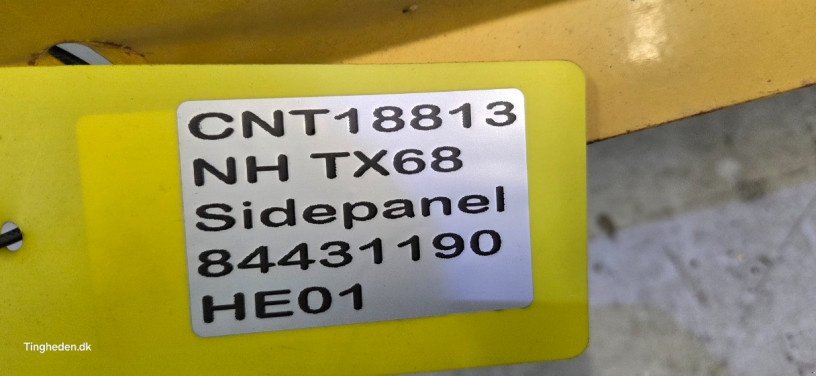 CNT18813
NH TX68
Sidepanel
84431190
HE01
Tingheden.dk